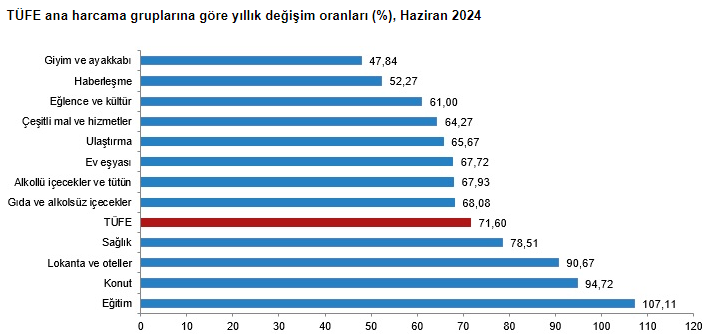 TÜFE ana harcama gruplarına göre yıllık değişim oranları (%), Haziran 2024
Giyim ve ayakkabı 47,84
Haberleşme 52,27
Eğlence ve kültür 61,00
Çeşitli mal ve hizmetler 64,27
Ulaştırma 65,67
Ev eşyası 67,72
Alkollü içecekler ve tütün 67,93
Gıda ve alkolsüz içecekler 68,08
TÜFE 71,60
Sağlık 78,51
Lokanta ve oteller 90,67
Konut 94,72
Eğitim 107,11
0 10 20 30 40 50 60 70 80 90 100 110 120